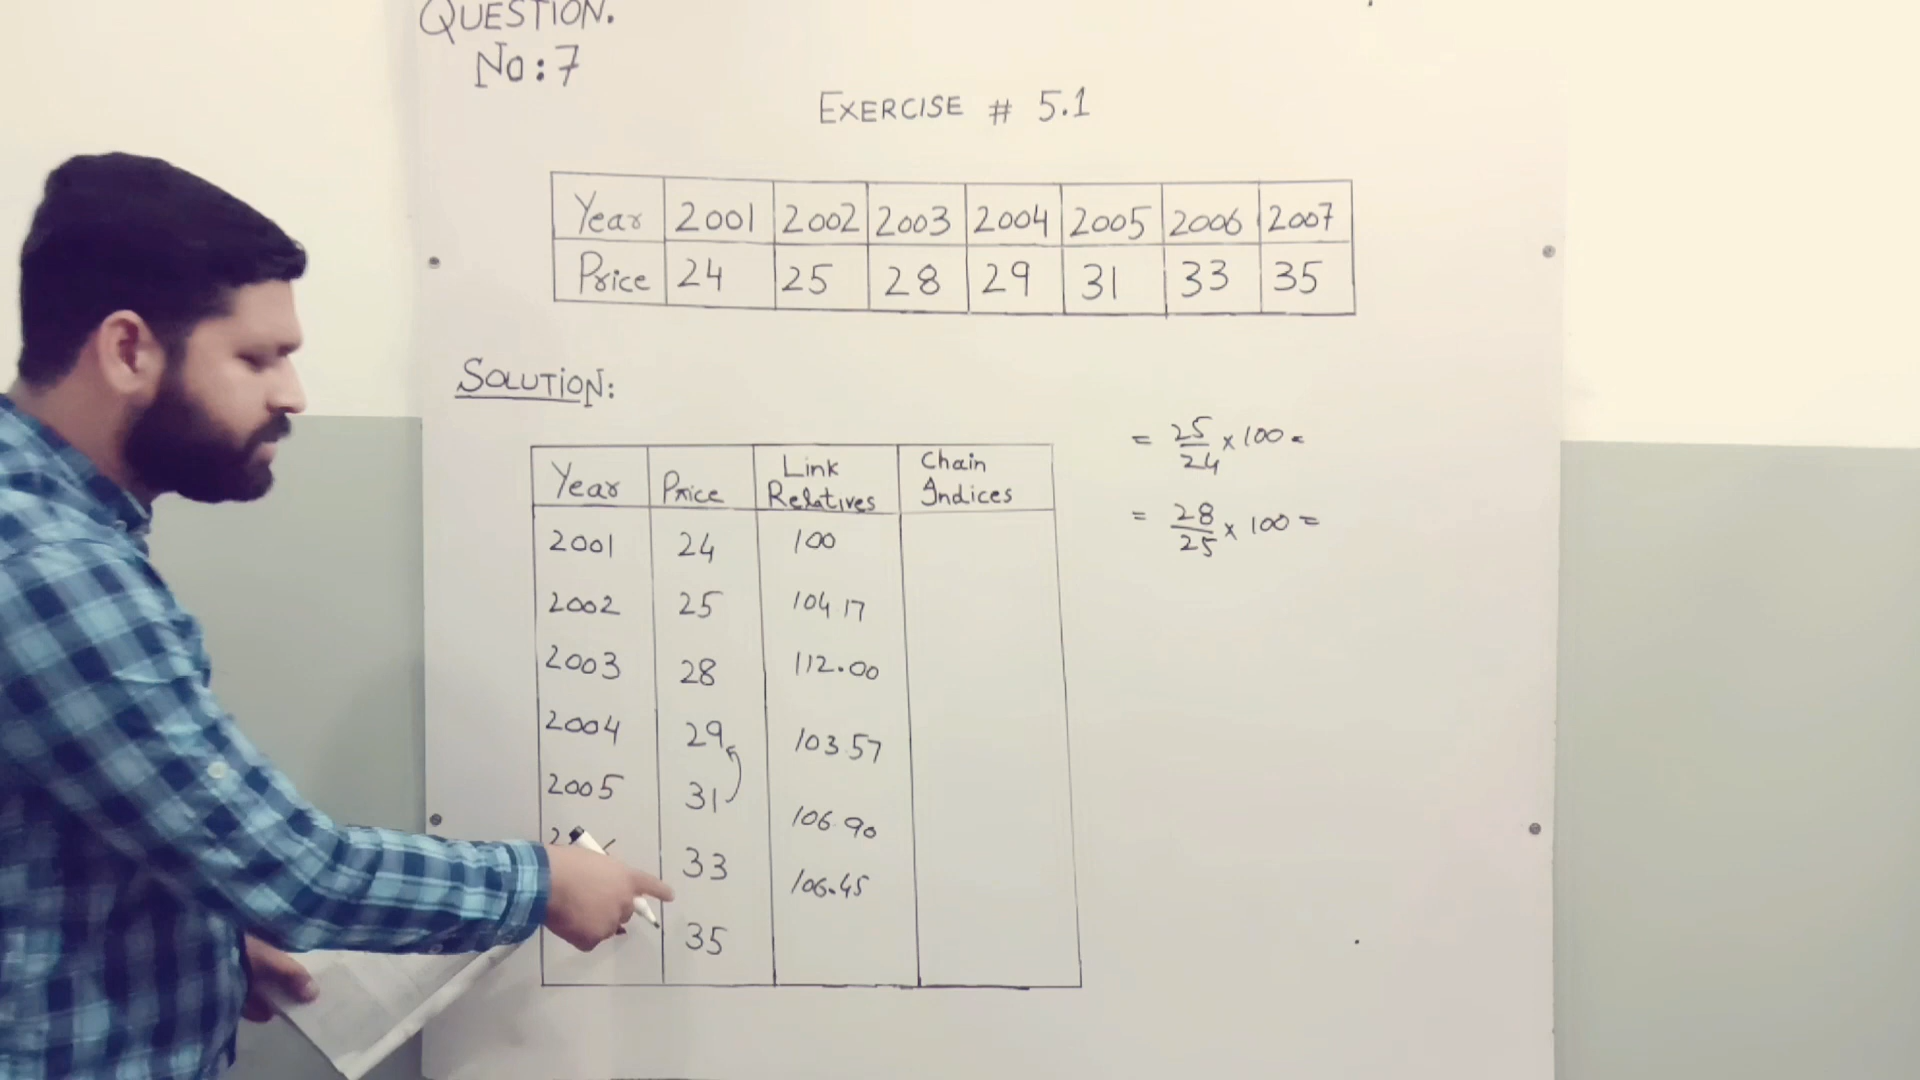 QUESTION.
No:7
EXERCISE # 5.1
Year 2001 2002 2003 2004 2005 2006 2007
Price 24 25 28 29 31 33 35
SOLUTION:
Year Price Link Relatives Chain Indices
2001 24 100
2002 25 104.17
2003 28 112.00
2004 29 103.57
2005 31 106.90
33 106.45
35
= 25/24 × 100 =
= 28/25 × 100 =